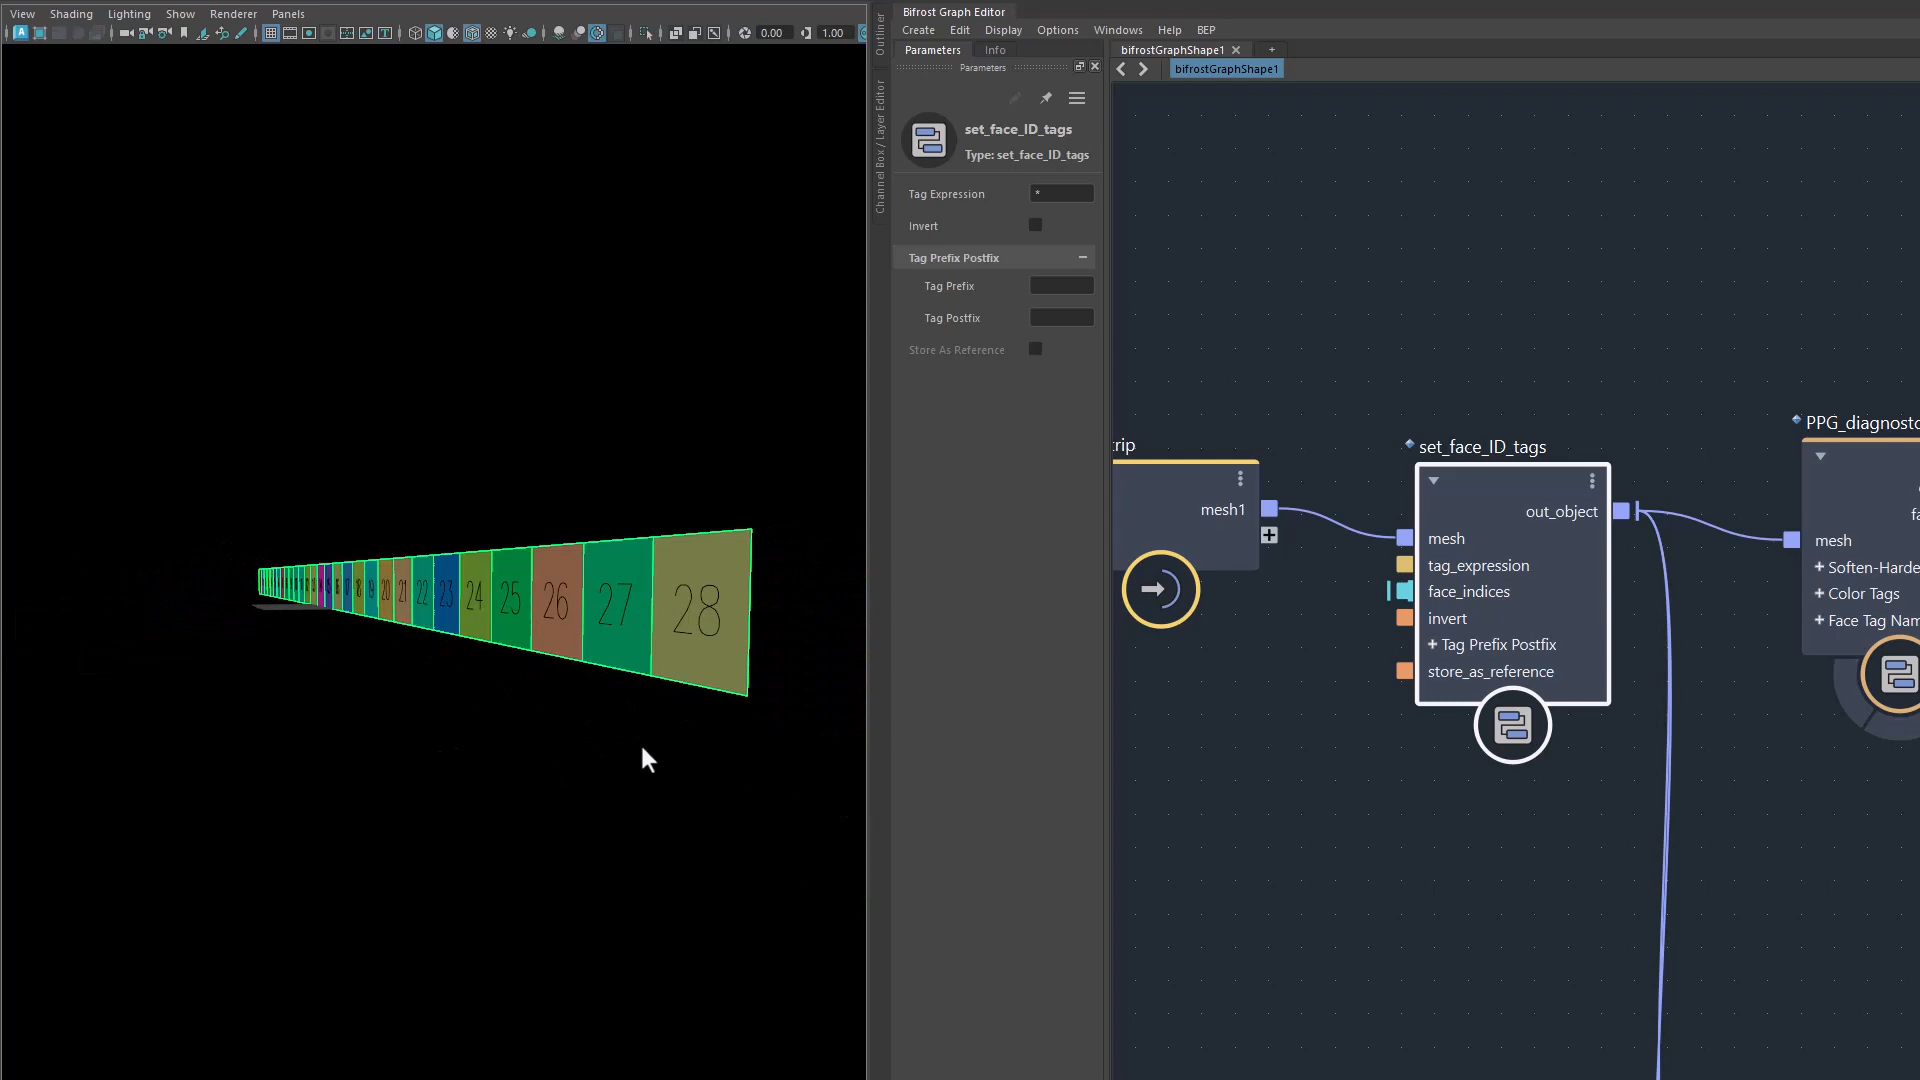 View Shading Lighting Show Renderer Panels
0.00 1.00
20 21 22 23 24 25 26 27 28
Outliner
Channel Box / Layer Editor
Bifrost Graph Editor
Create Edit Display Options Windows Help BEP
Parameters Info
Parameters
set_face_ID_tags
Type: set_face_ID_tags
Tag Expression *
Invert
Tag Prefix Postfix
Tag Prefix
Tag Postfix
Store As Reference
bifrostGraphShape1
bifrostGraphShape1
trip
mesh1
set_face_ID_tags
out_object
mesh
tag_expression
face_indices
invert
+ Tag Prefix Postfix
store_as_reference
PPG_diagnosto
fa
mesh
+ Soften-Harde
+ Color Tags
+ Face Tag Nam